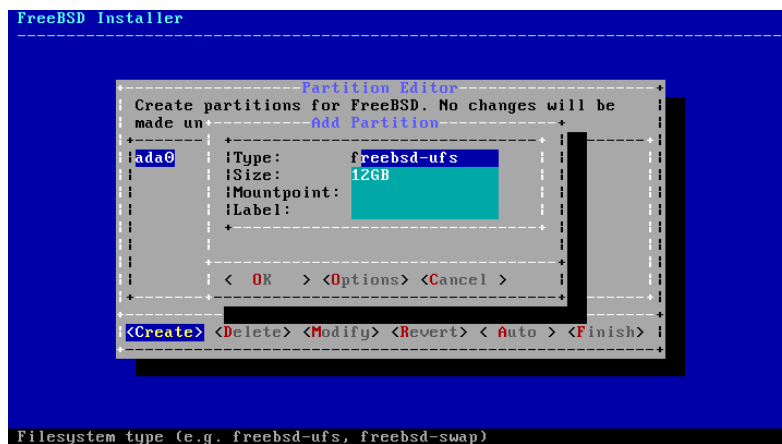 FreeBSD Installer
Partition Editor
Create partitions for FreeBSD. No changes will be
made un
Add Partition
ada0
Type: freebsd-ufs
Size: 12GB
Mountpoint:
Label:
< OK > <Options> <Cancel >
<Create> <Delete> <Modify> <Revert> < Auto > <Finish>
Filesystem type (e.g. freebsd-ufs, freebsd-swap)